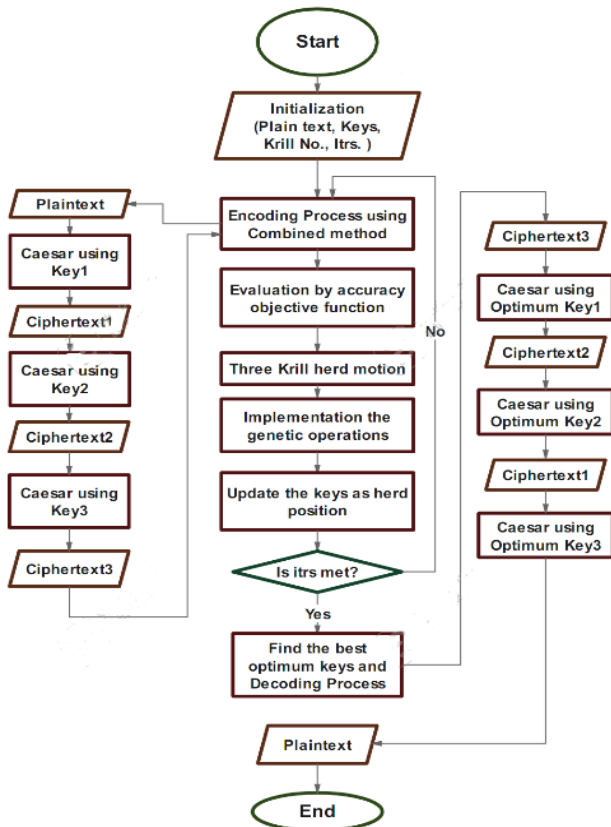 Start
Initialization
(Plain text, Keys,
Krill No., Itrs. )
Encoding Process using
Combined method
Plaintext
Caesar using
Key1
Ciphertext1
Caesar using
Key2
Ciphertext2
Caesar using
Key3
Ciphertext3
Evaluation by accuracy
objective function
Three Krill herd motion
Implementation the
genetic operations
Update the keys as herd
position
Is itrs met?
No
Yes
Find the best
optimum keys and
Decoding Process
Ciphertext3
Caesar using
Optimum Key1
Ciphertext2
Caesar using
Optimum Key2
Ciphertext1
Caesar using
Optimum Key3
Plaintext
End